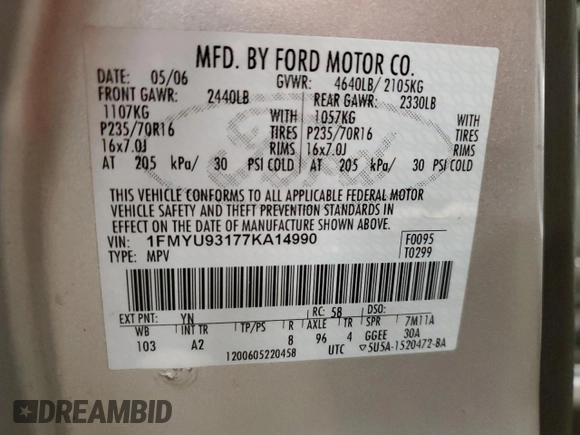 MFD. BY FORD MOTOR CO.
DATE: 05/06 GVWR: 4640LB/ 2105KG
FRONT GAWR: 2440LB REAR GAWR: 2330LB
1107KG WITH 1057KG WITH
P235/70R16 TIRES P235/70R16 TIRES
16x7.0J RIMS 16x7.0J RIMS
AT 205 kPa/ 30 PSI COLD AT 205 kPa/ 30 PSI COLD
THIS VEHICLE CONFORMS TO ALL APPLICABLE FEDERAL MOTOR
VEHICLE SAFETY AND THEFT PREVENTION STANDARDS IN
EFFECT ON THE DATE OF MANUFACTURE SHOWN ABOVE.
VIN: 1FMYU93177KA14990 F0095
TYPE: MPV T0299
EXT PNT: YN RC: 58 DSO:
WB INT TR TP/PS R AXLE TR SPR 7M11A
103 A2 8 96 4 GGEE 30A
1200605220458 UTC ▽5U5A-1520472-BA
DREAMBID